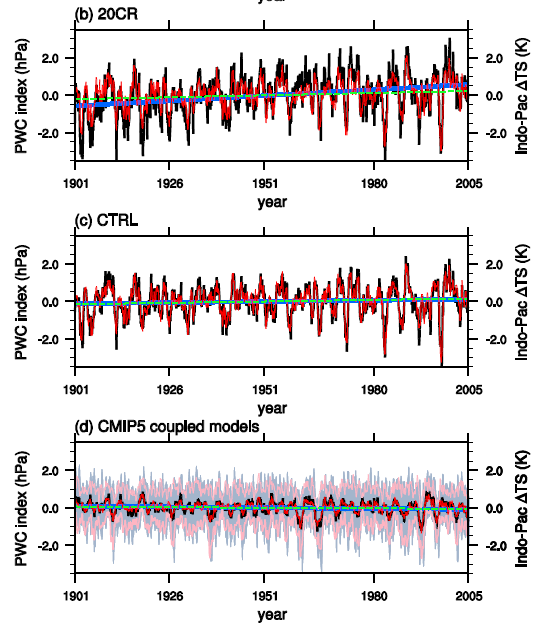 year
(b) 20CR
PWC index (hPa)
2.0
0.0
-2.0
2.0
0.0
-2.0
Indo-Pac ΔTS (K)
1901 1926 1951 1980 2005
year
(c) CTRL
PWC index (hPa)
2.0
0.0
-2.0
2.0
0.0
-2.0
Indo-Pac ΔTS (K)
1901 1926 1951 1980 2005
year
(d) CMIP5 coupled models
PWC index (hPa)
2.0
0.0
-2.0
2.0
0.0
-2.0
Indo-Pac ΔTS (K)
1901 1926 1951 1980 2005
year